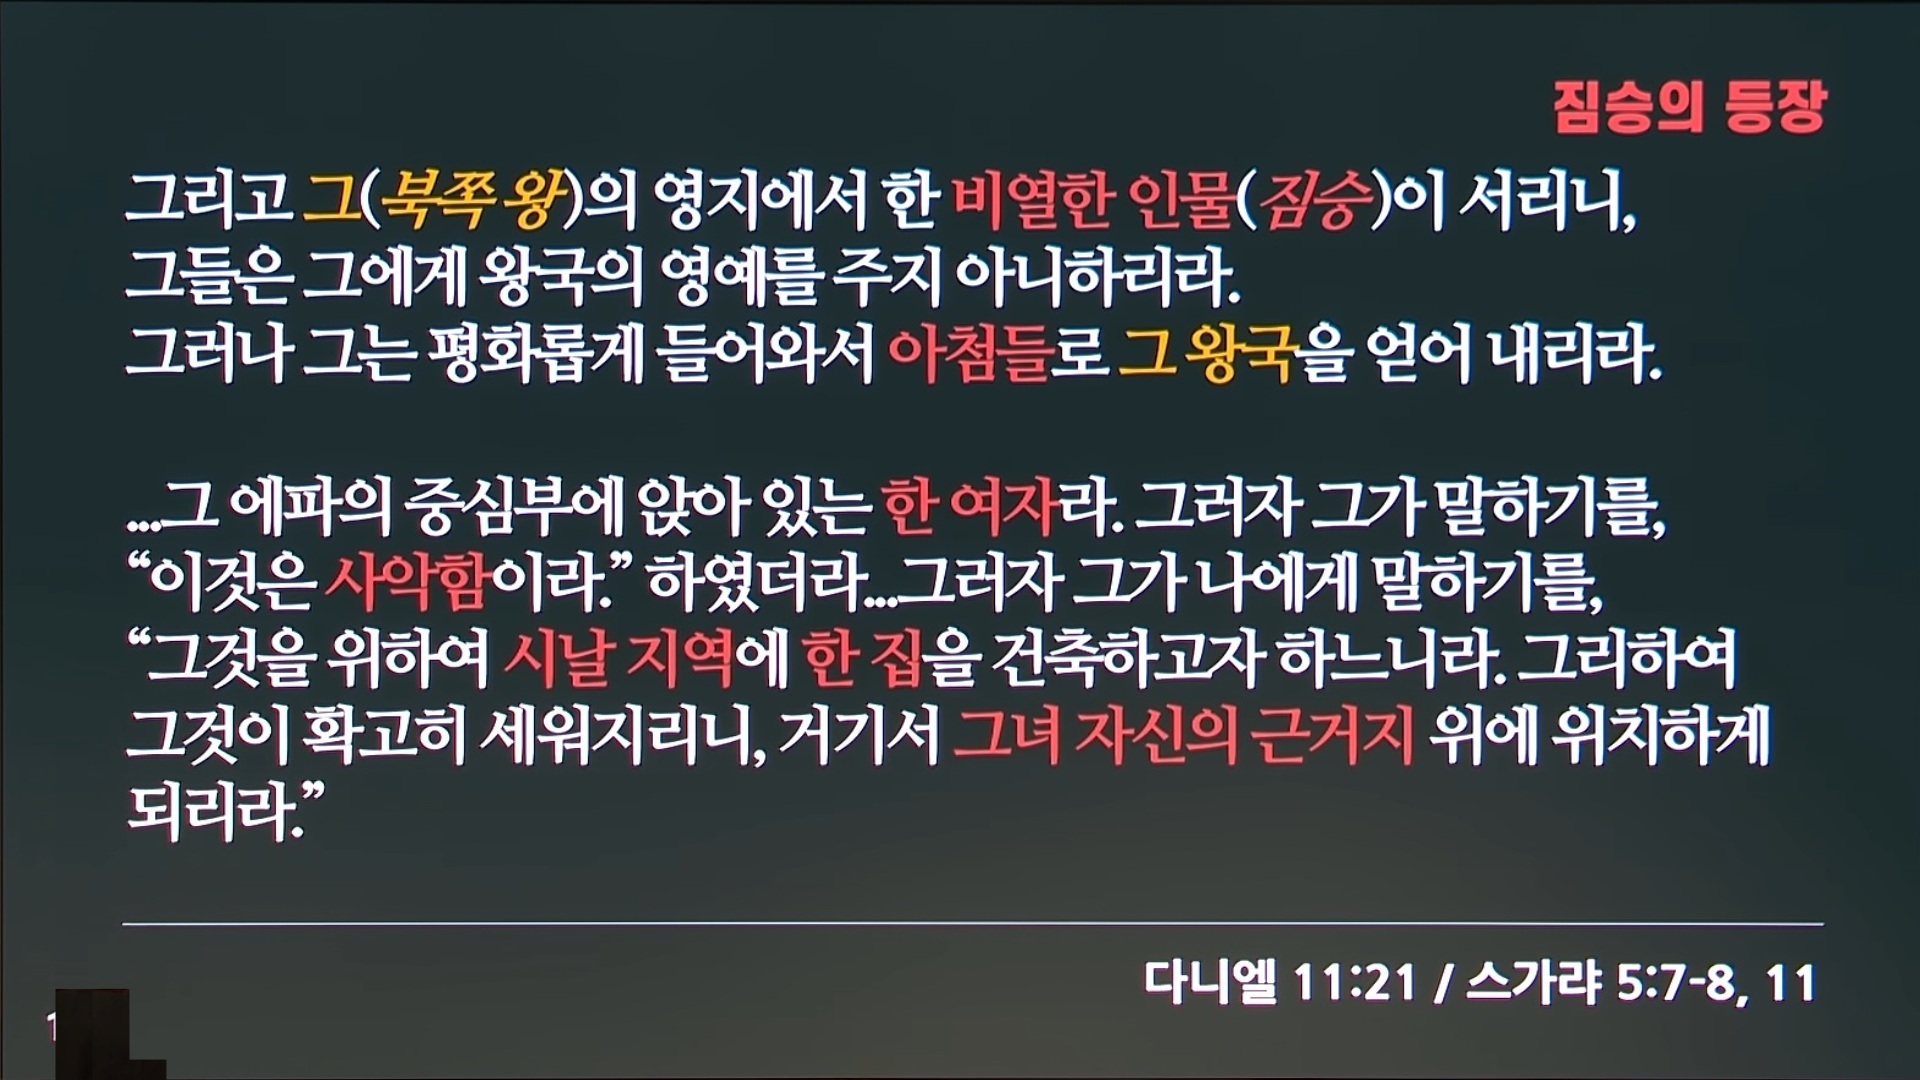 짐승의 등장
그리고 그(북쪽 왕)의 영지에서 한 비열한 인물(짐승)이 서리니,
그들은 그에게 왕국의 영예를 주지 아니하리라.
그러나 그는 평화롭게 들어와서 아첨들로 그 왕국을 얻어 내리라.
...그 에파의 중심부에 앉아 있는 한 여자라. 그러자 그가 말하기를,
“이것은 사악함이라.” 하였더라...그러자 그가 나에게 말하기를,
“그것을 위하여 시날 지역에 한 집을 건축하고자 하느니라. 그리하여
그것이 확고히 세워지리니, 거기서 그녀 자신의 근거지 위에 위치하게
되리라.”
다니엘 11:21 / 스가랴 5:7-8, 11